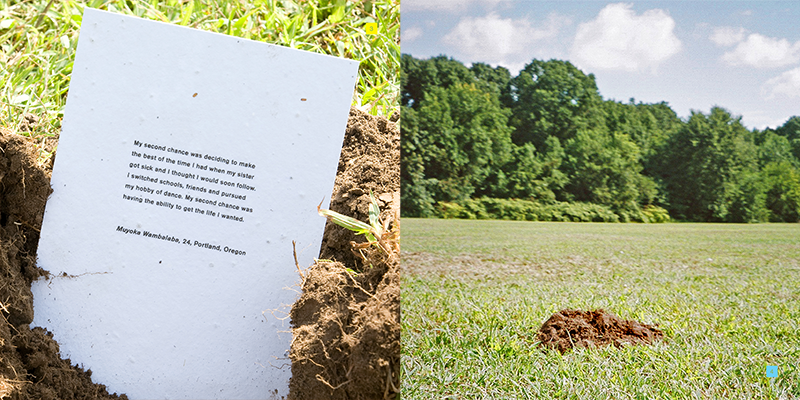 My second chance was deciding to make
the best of the time I had when my sister
got sick and I thought I would soon follow.
I switched schools, friends and pursued
my hobby of dance. My second chance was
having the ability to get the life I wanted.
Muyoka Wambalaba, 24, Portland, Oregon